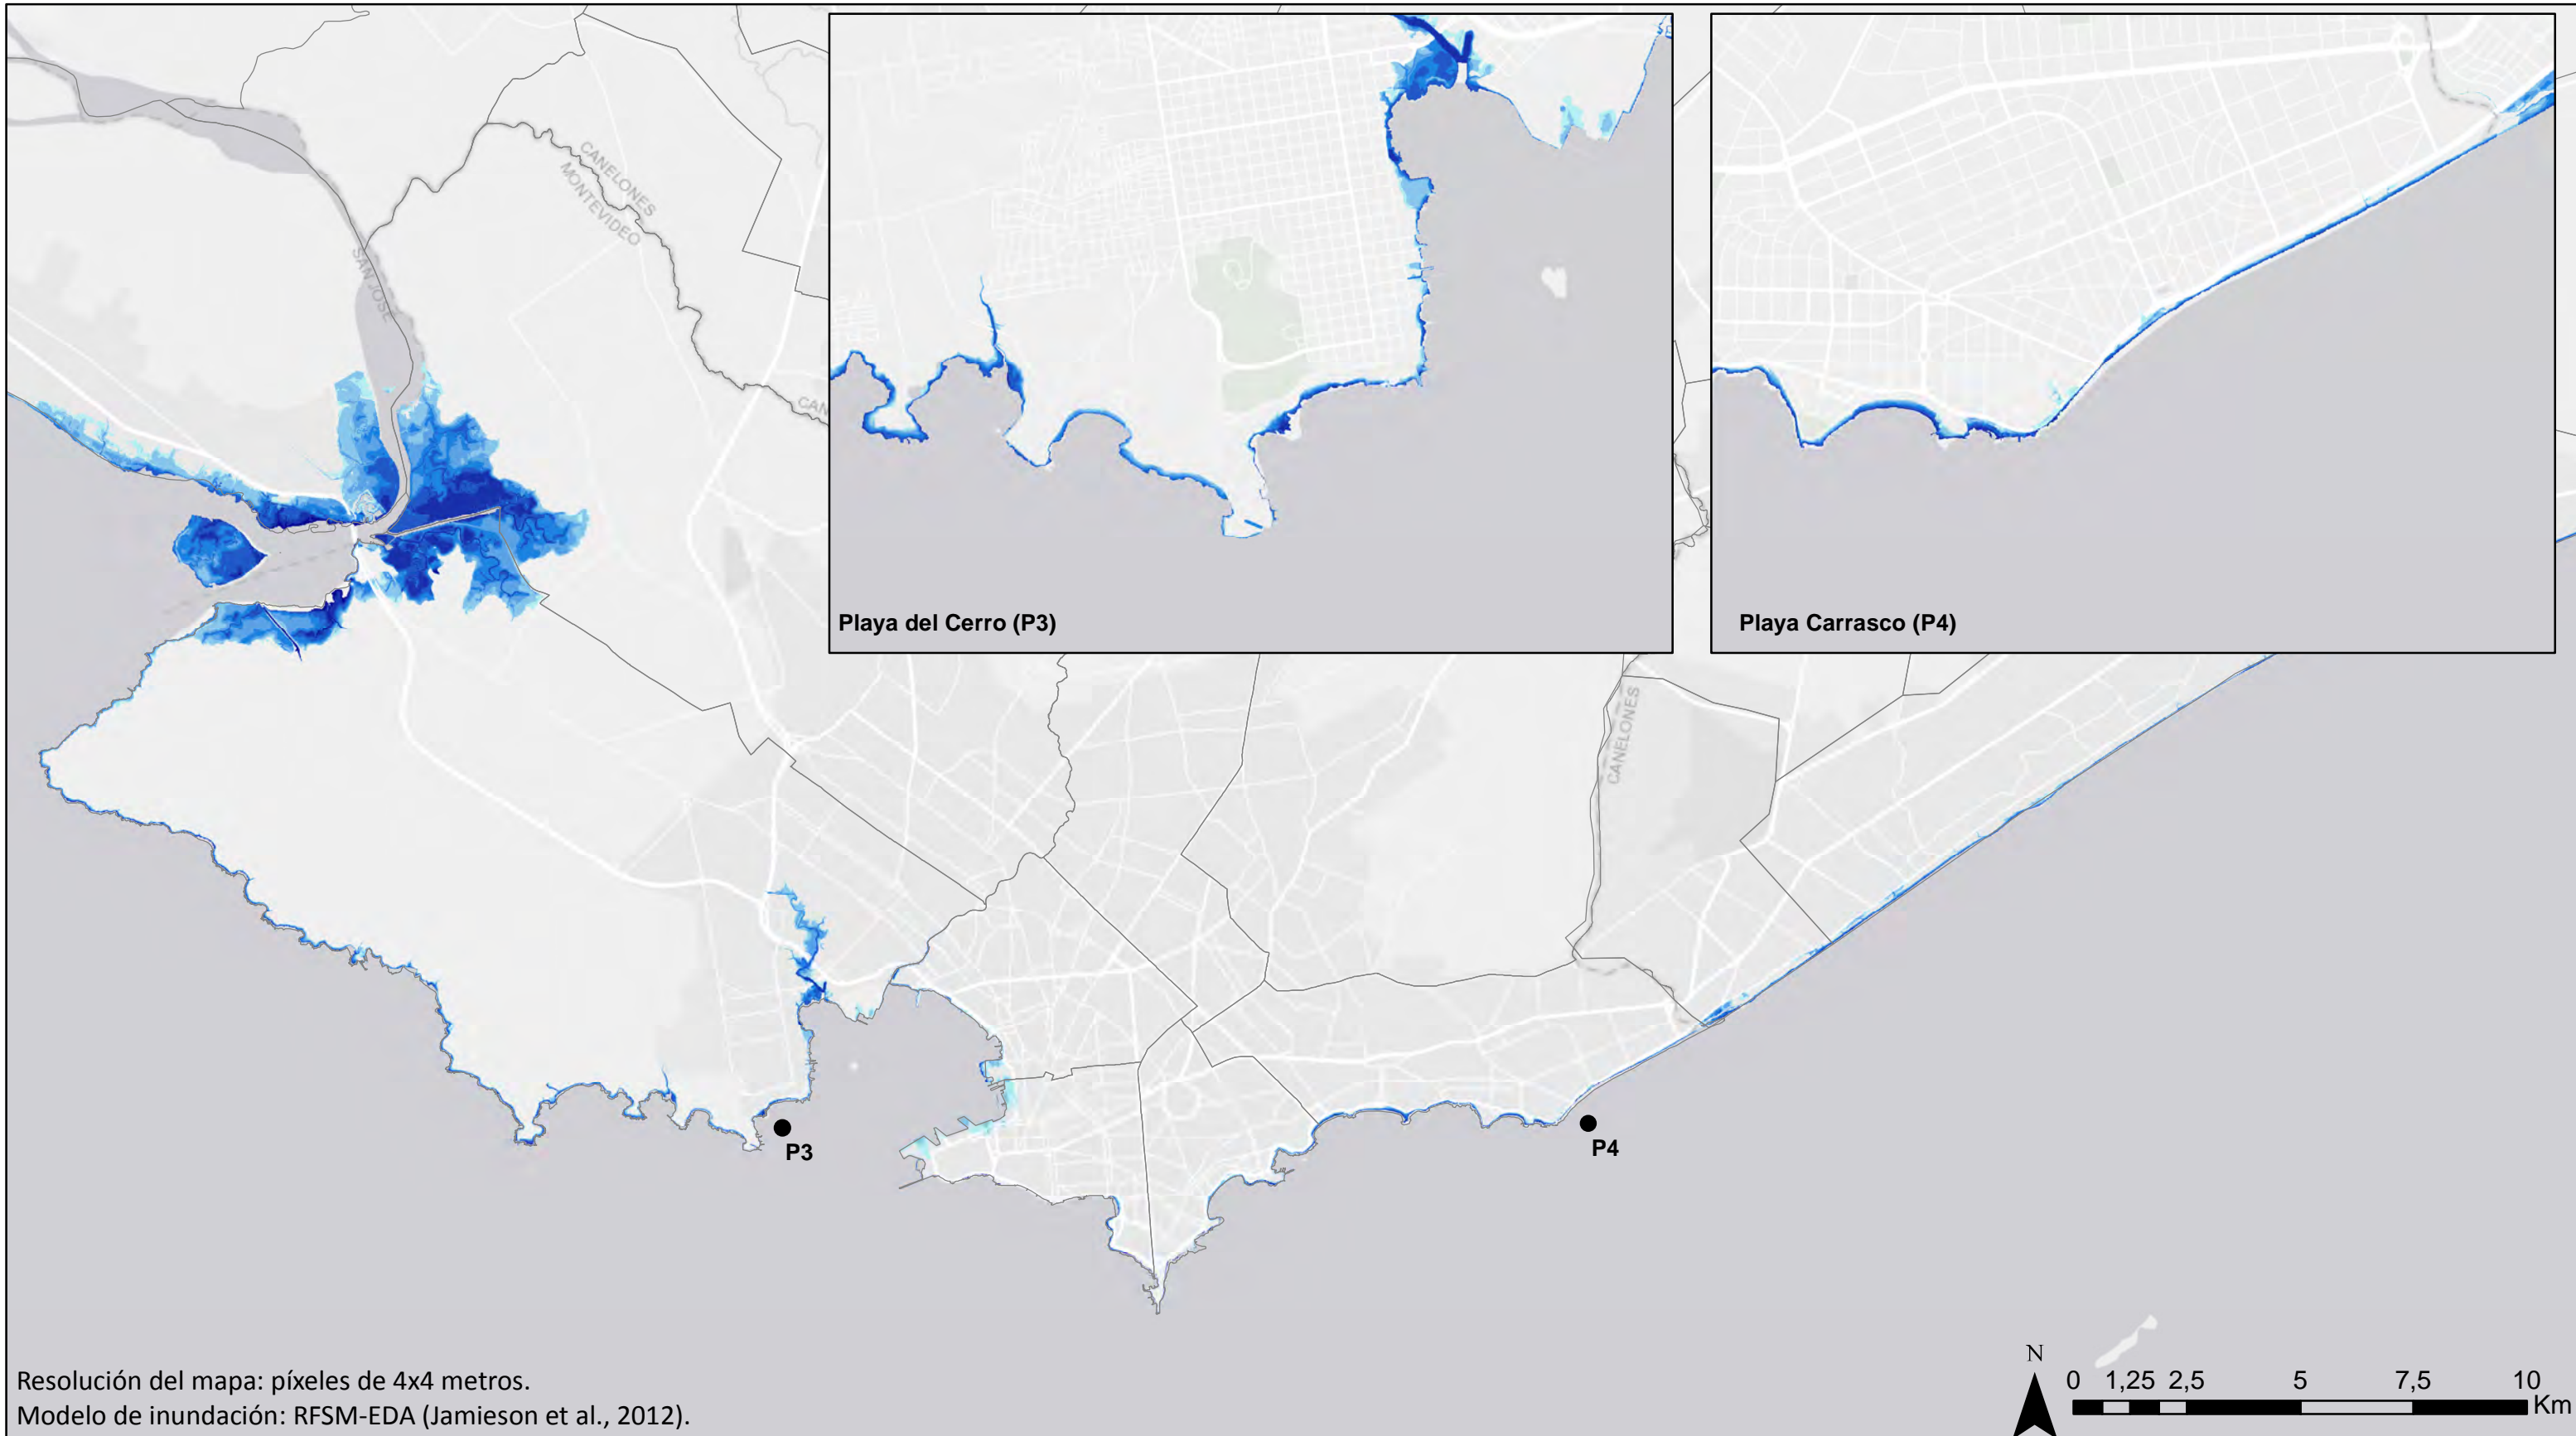 CANELONES
MONTEVIDEO
SAN JOSÉ
CAN
Playa del Cerro (P3)
Playa Carrasco (P4)
CANELONES
P3
P4
Resolución del mapa: píxeles de 4x4 metros.
Modelo de inundación: RFSM-EDA (Jamieson et al., 2012).
N
0 1,25 2,5 5 7,5 10
Km